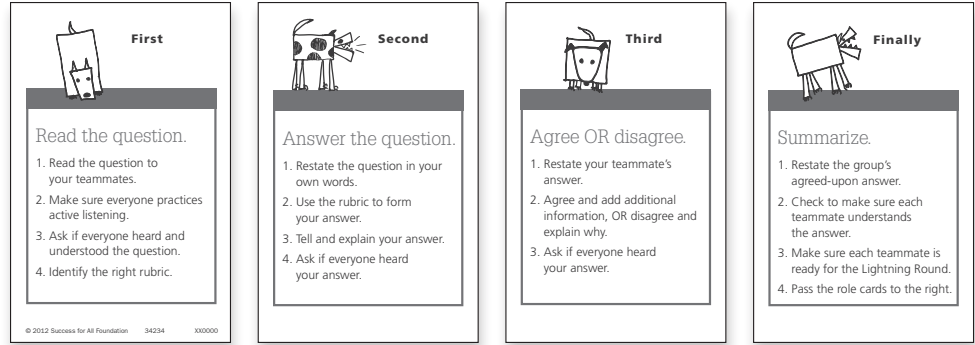 First
Read the question.
1. Read the question to
your teammates.
2. Make sure everyone practices
active listening.
3. Ask if everyone heard and
understood the question.
4. Identify the right rubric.
© 2012 Success for All Foundation 34234 XX0000
Second
Answer the question.
1. Restate the question in your
own words.
2. Use the rubric to form
your answer.
3. Tell and explain your answer.
4. Ask if everyone heard
your answer.
Third
Agree OR disagree.
1. Restate your teammate's
answer.
2. Agree and add additional
information, OR disagree and
explain why.
3. Ask if everyone heard
your answer.
Finally
Summarize.
1. Restate the group's
agreed-upon answer.
2. Check to make sure each
teammate understands
the answer.
3. Make sure each teammate is
ready for the Lightning Round.
4. Pass the role cards to the right.